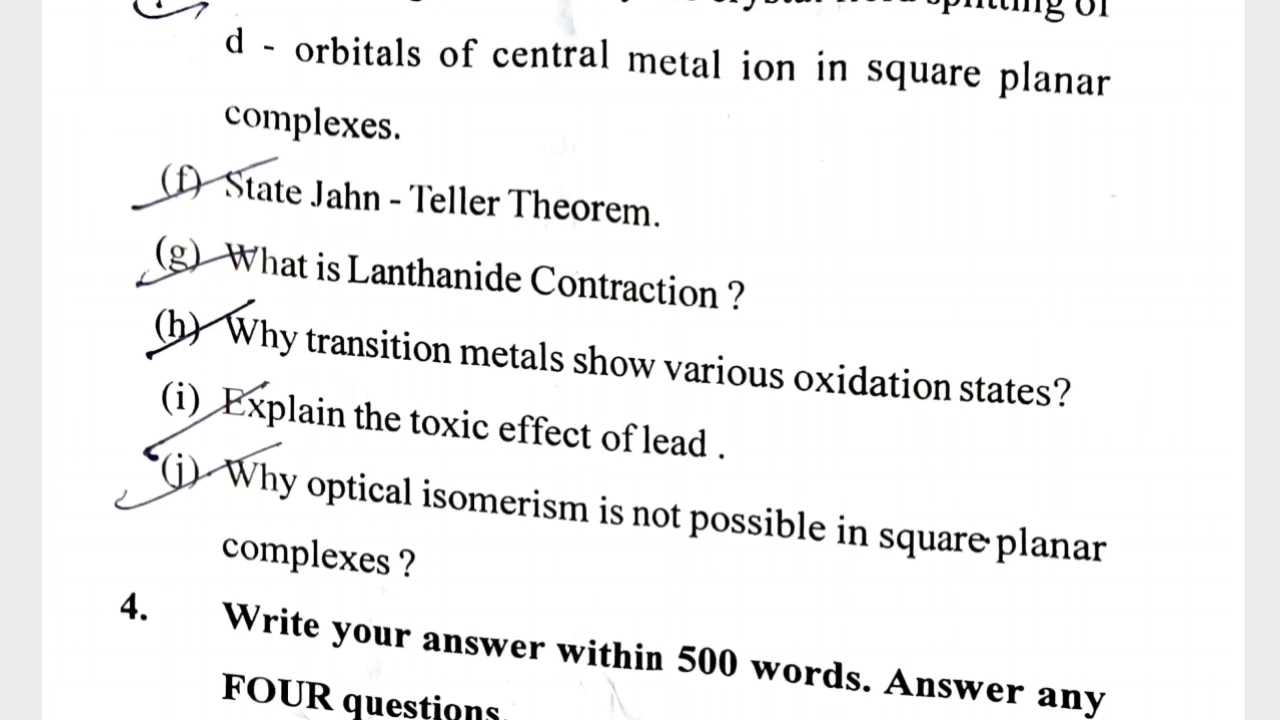 splitting of
d - orbitals of central metal ion in square planar
complexes.
(f) State Jahn - Teller Theorem.
(g) What is Lanthanide Contraction ?
(h) Why transition metals show various oxidation states?
(i) Explain the toxic effect of lead .
(j) Why optical isomerism is not possible in square planar
complexes ?
4. Write your answer within 500 words. Answer any
FOUR questions.